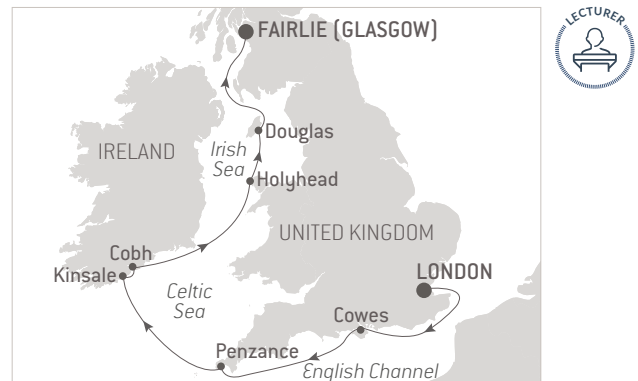 LECTURER
FAIRLIE (GLASGOW)
Douglas
IRELAND
Irish
Sea
Holyhead
UNITED KINGDOM
Cobh
Kinsale
LONDON
Celtic
Sea
Cowes
Penzance
English Channel